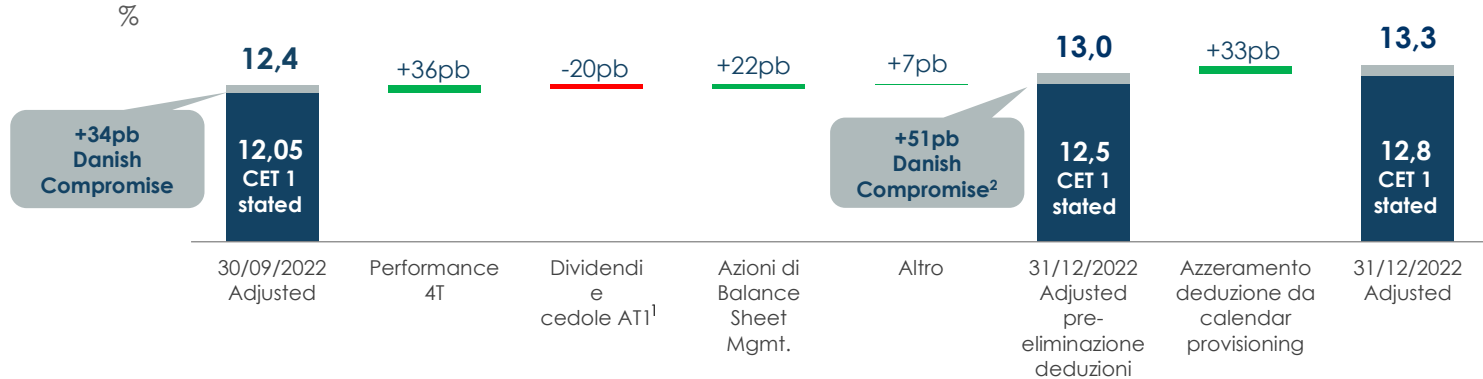 %
12,4
+36pb
-20pb
+22pb
+7pb
13,0
+33pb
13,3
+34pb
Danish
Compromise
12,05
CET 1
stated
+51pb
Danish
Compromise²
12,5
CET 1
stated
12,8
CET 1
stated
30/09/2022
Adjusted
Performance
4T
Dividendi
e
cedole AT1¹
Azioni di
Balance
Sheet
Mgmt.
Altro
31/12/2022
Adjusted
pre-
eliminazione
deduzioni
Azzeramento
deduzione da
calendar
provisioning
31/12/2022
Adjusted